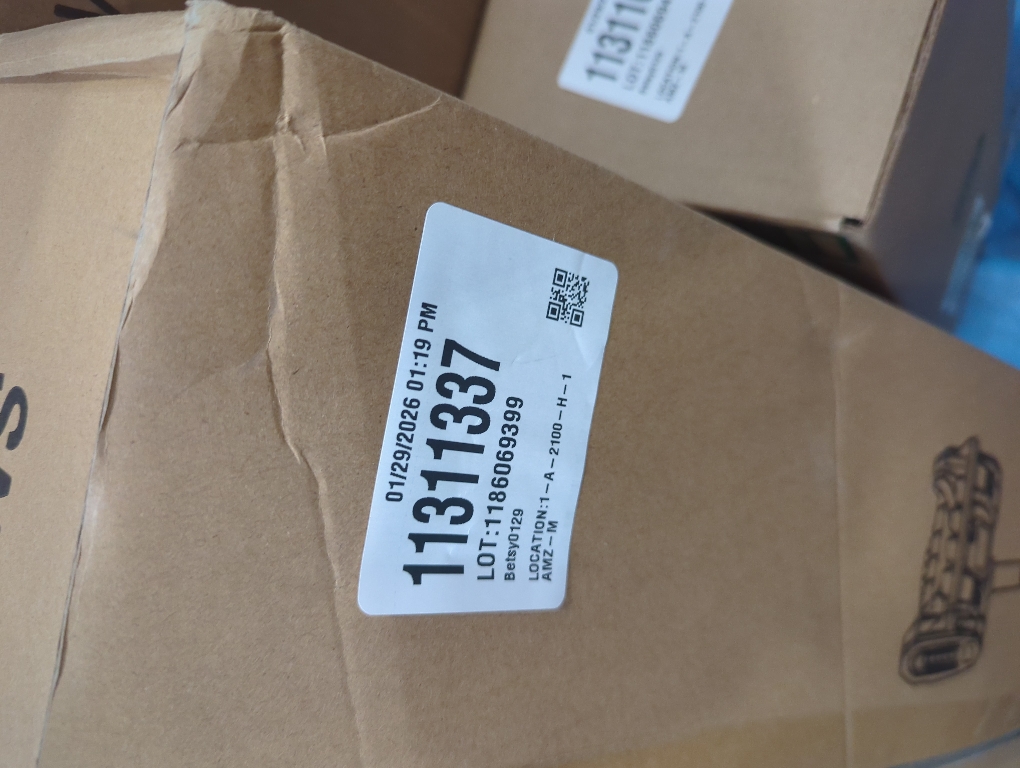 01/29/2026 01:19 PM
11311337
LOT:1186069399
Betsy0129
LOCATION:1-A-2100-H-1
AMZ-M